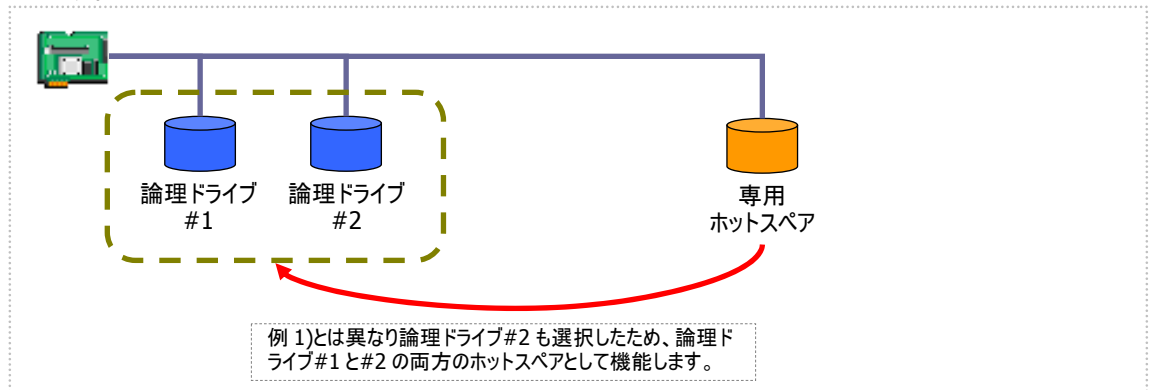 論理ドライブ
#1
論理ドライブ
#2
専用
ホットスペア
例 1)とは異なり論理ドライブ#2 も選択したため、論理ド
ライブ#1 と#2 の両方のホットスペアとして機能します。